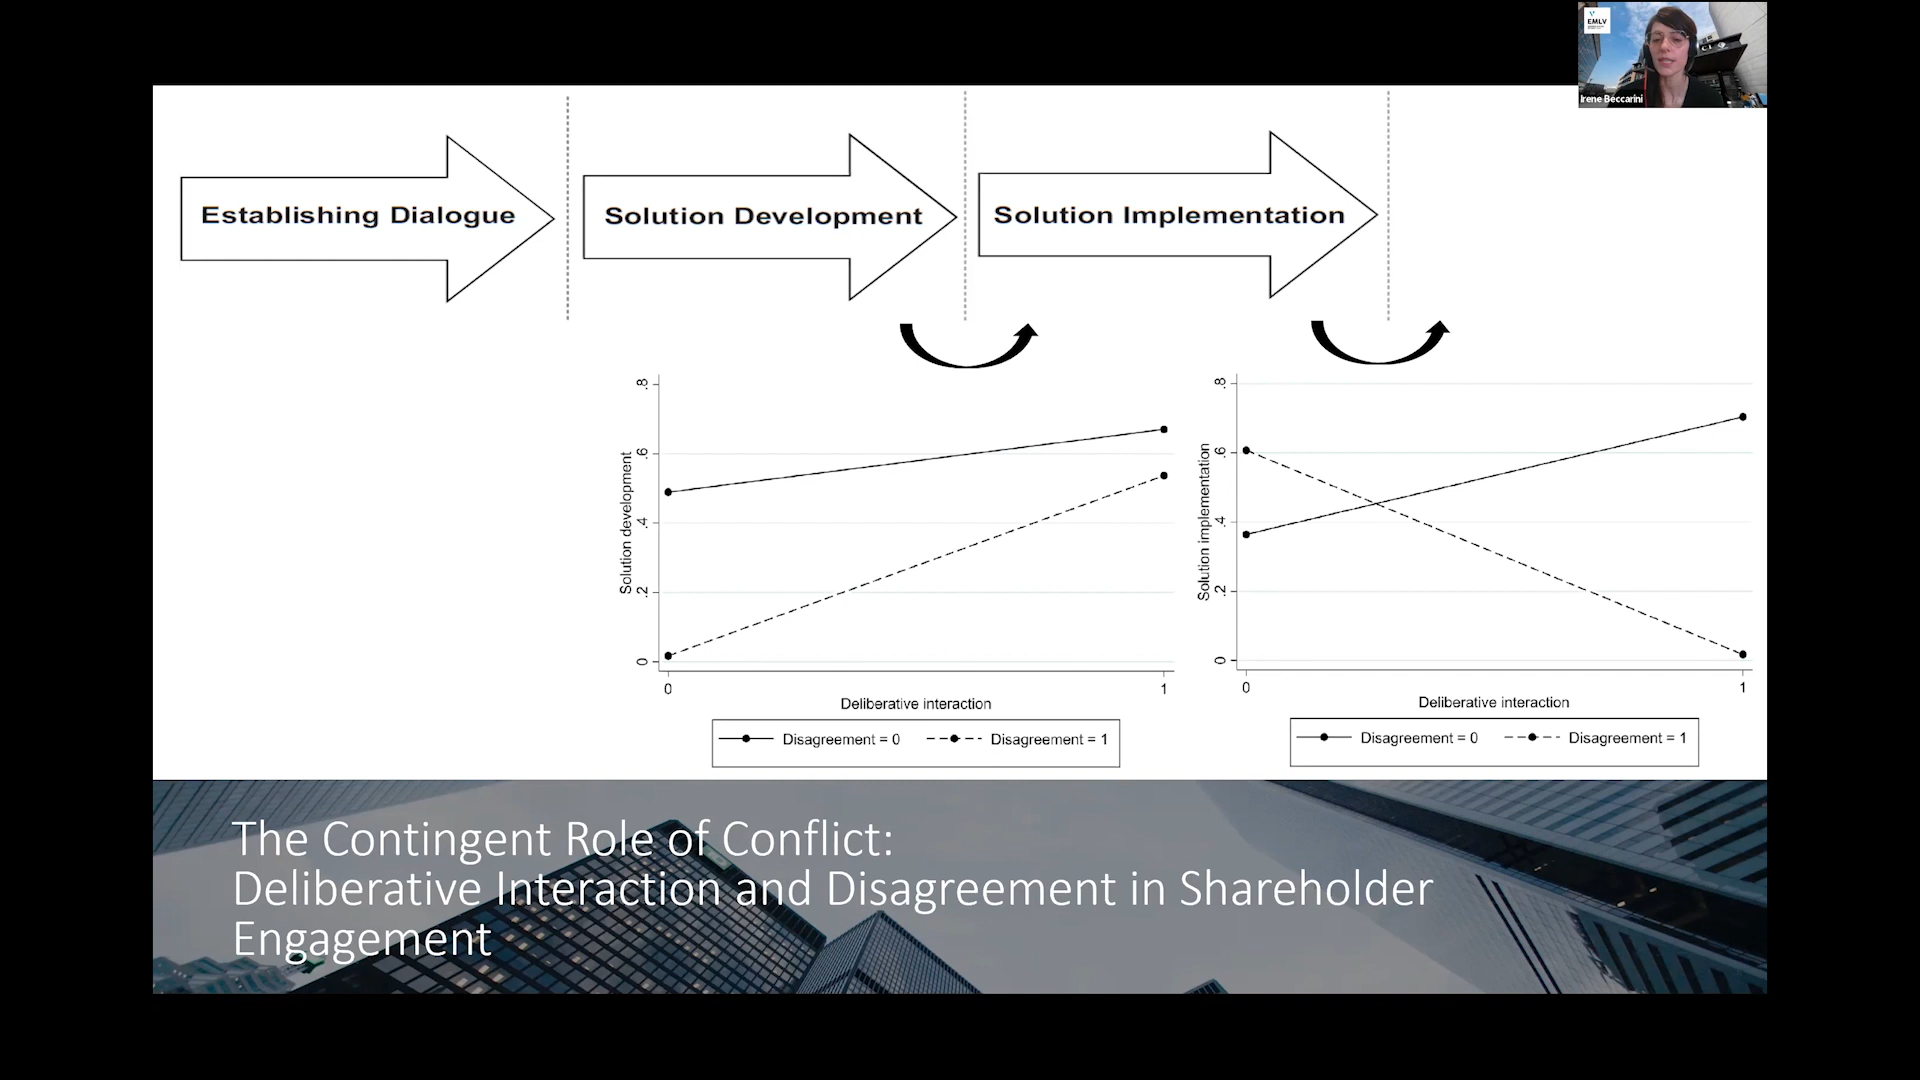 EMLV
Irene Beccarini
Establishing Dialogue
Solution Development
Solution Implementation
.8
.6
.4
.2
0
Solution development
0
1
Deliberative interaction
Disagreement = 0
Disagreement = 1
.8
.6
.4
.2
0
Solution implementation
0
1
Deliberative interaction
Disagreement = 0
Disagreement = 1
The Contingent Role of Conflict:
Deliberative Interaction and Disagreement in Shareholder
Engagement